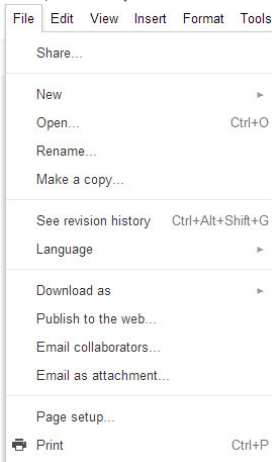 File Edit View Insert Format Tools
Share...
New ►
Open... Ctrl+O
Rename...
Make a copy...
See revision history Ctrl+Alt+Shift+G
Language ►
Download as ►
Publish to the web...
Email collaborators...
Email as attachment...
Page setup...
Print Ctrl+P